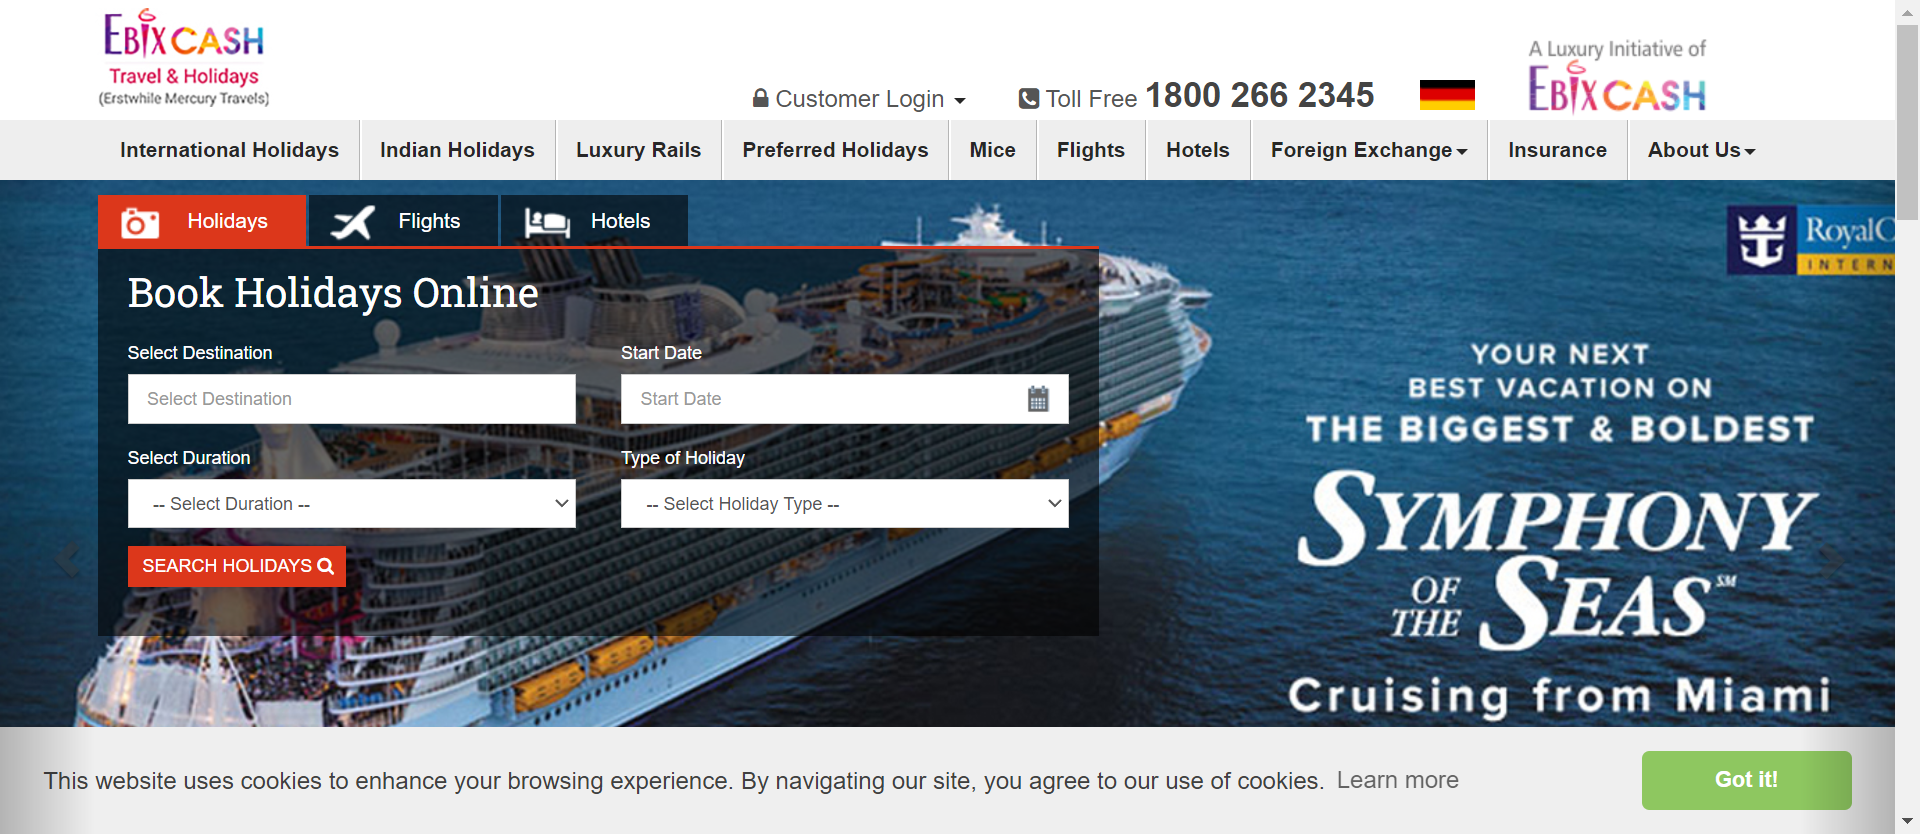 EBIXCASH
Travel & Holidays
(Erstwhile Mercury Travels)
Customer Login
Toll Free 1800 266 2345
A Luxury Initiative of
EBIXCASH
International Holidays
Indian Holidays
Luxury Rails
Preferred Holidays
Mice
Flights
Hotels
Foreign Exchange
Insurance
About Us
Holidays
Flights
Hotels
Book Holidays Online
Select Destination
Start Date
Select Destination
Start Date
Select Duration
Type of Holiday
-- Select Duration --
-- Select Holiday Type --
SEARCH HOLIDAYS
RoyalC
INTERN
YOUR NEXT
BEST VACATION ON
THE BIGGEST & BOLDEST
SYMPHONY
OF THE SEAS℠
Cruising from Miami
This website uses cookies to enhance your browsing experience. By navigating our site, you agree to our use of cookies. Learn more
Got it!